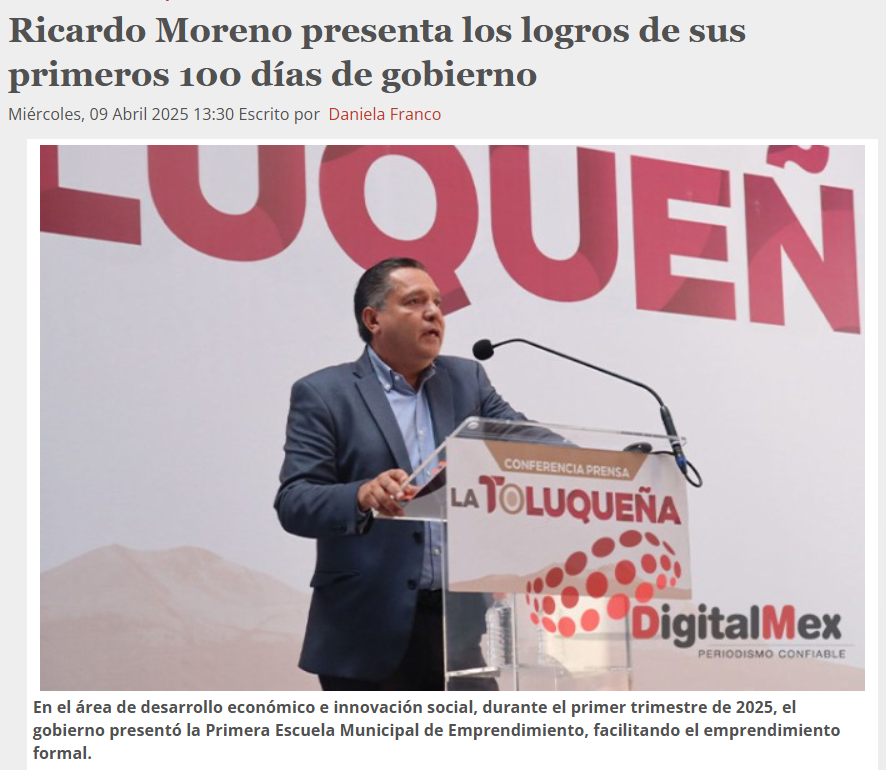 Ricardo Moreno presenta los logros de sus
primeros 100 días de gobierno
Miércoles, 09 Abril 2025 13:30 Escrito por Daniela Franco
LUQUEÑ
CONFERENCIA PRENSA
LA TOLUQUEÑA
DigitalMex
PERIODISMO CONFIABLE
En el área de desarrollo económico e innovación social, durante el primer trimestre de 2025, el
gobierno presentó la Primera Escuela Municipal de Emprendimiento, facilitando el emprendimiento
formal.